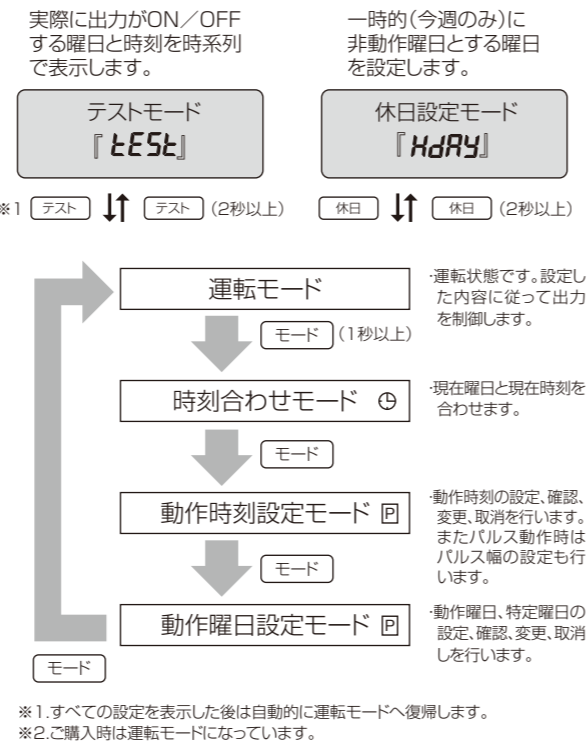 実際に出力がON／OFF
する曜日と時刻を時系列
で表示します。
一時的(今週のみ)に
非動作曜日とする曜日
を設定します。
テストモード
『tESt』
休日設定モード
『HdAY』
※1 テスト テスト (2秒以上)
休日 休日 (2秒以上)
運転モード
･運転状態です。設定し
た内容に従って出力
を制御します。
モード (1秒以上)
時刻合わせモード
･現在曜日と現在時刻を
合わせます。
モード
動作時刻設定モード P
･動作時刻の設定、確認、
変更、取消を行います。
またパルス動作時は
パルス幅の設定も行
います。
モード
動作曜日設定モード P
･動作曜日、特定曜日の
設定、確認、変更、取消
しを行います。
モード
※1.すべての設定を表示した後は自動的に運転モードへ復帰します。
※2.ご購入時は運転モードになっています。